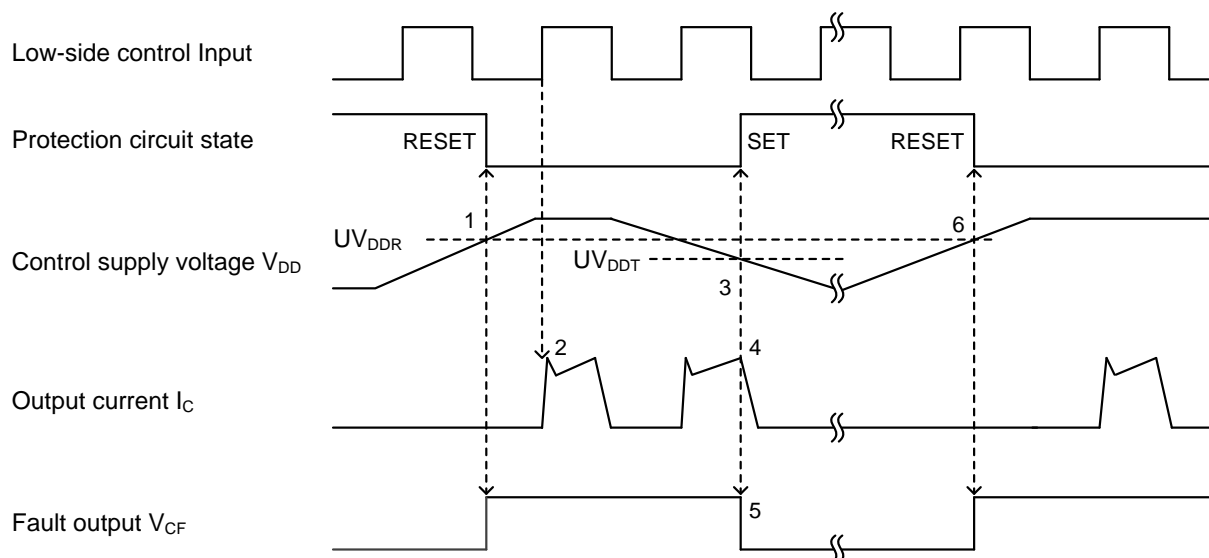 Low-side control Input
Protection circuit state
RESET
SET
RESET
1
6
UVDDR
Control supply voltage VDD
UVDDT
3
2
4
Output current IC
5
Fault output VCF